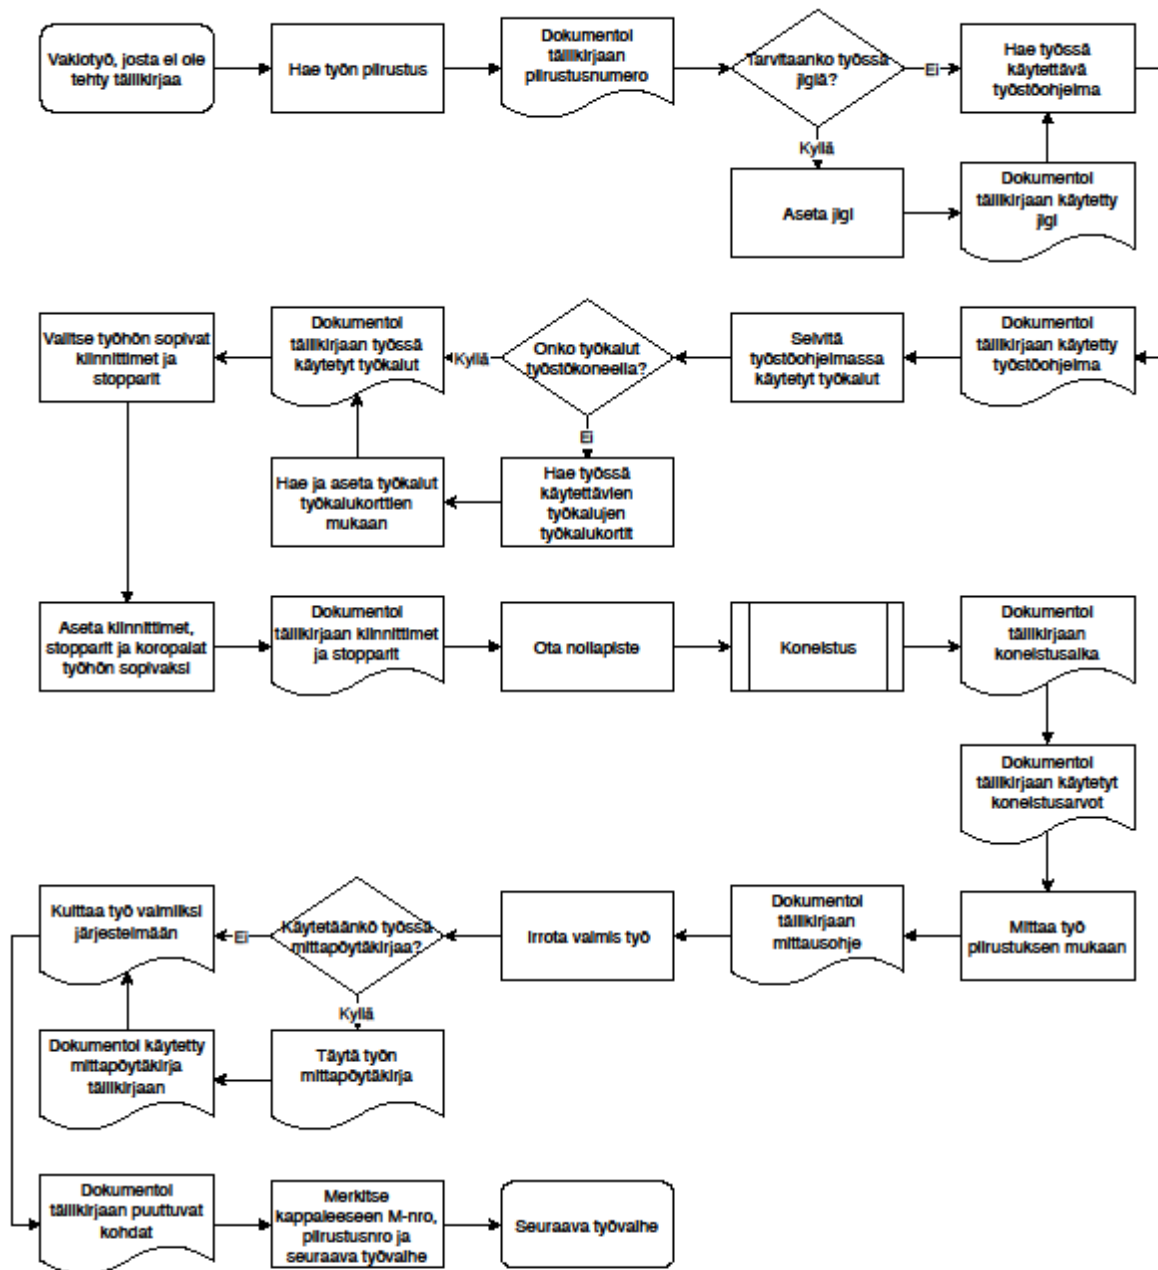 Vakiotyö, josta ei ole
tehty tällikirjaa
Hae työn piirustus
Dokumentoi
tällikirjaan
piirustusnumero
Tarvitaanko työssä
jigiä?
Ei
Hae työssä
käytettävä
työstöohjelma
Kyllä
Aseta jigi
Dokumentoi
tällikirjaan käytetty
jigi
Dokumentoi
tällikirjaan käytetty
työstöohjelma
Selvitä
työstöohjelmassa
käytetyt työkalut
Onko työkalut
työstökoneella?
Kyllä
Dokumentoi
tällikirjaan työssä
käytetyt työkalut
Valitse työhön sopivat
kiinnittimet ja
stopparit
Ei
Hae työssä
käytettävien
työkalujen
työkalukortit
Hae ja aseta työkalut
työkalukorttien
mukaan
Aseta kiinnittimet,
stopparit ja koropalat
työhön sopivaksi
Dokumentoi
tällikirjaan kiinnittimet
ja stopparit
Ota nollapiste
Koneistus
Dokumentoi
tällikirjaan
koneistusaika
Dokumentoi
tällikirjaan käytetyt
koneistusarvot
Mittaa työ
piirustuksen mukaan
Dokumentoi
tällikirjaan
mittausohje
Irrota valmis työ
Käytetäänkö työssä
mittapöytäkirjaa?
Ei
Kuittaa työ valmiiksi
järjestelmään
Kyllä
Täytä työn
mittapöytäkirja
Dokumentoi käytetty
mittapöytäkirja
tällikirjaan
Dokumentoi
tällikirjaan puuttuvat
kohdat
Merkitse
kappaleeseen M-nro,
piirustusnro ja
seuraava työvaihe
Seuraava työvaihe